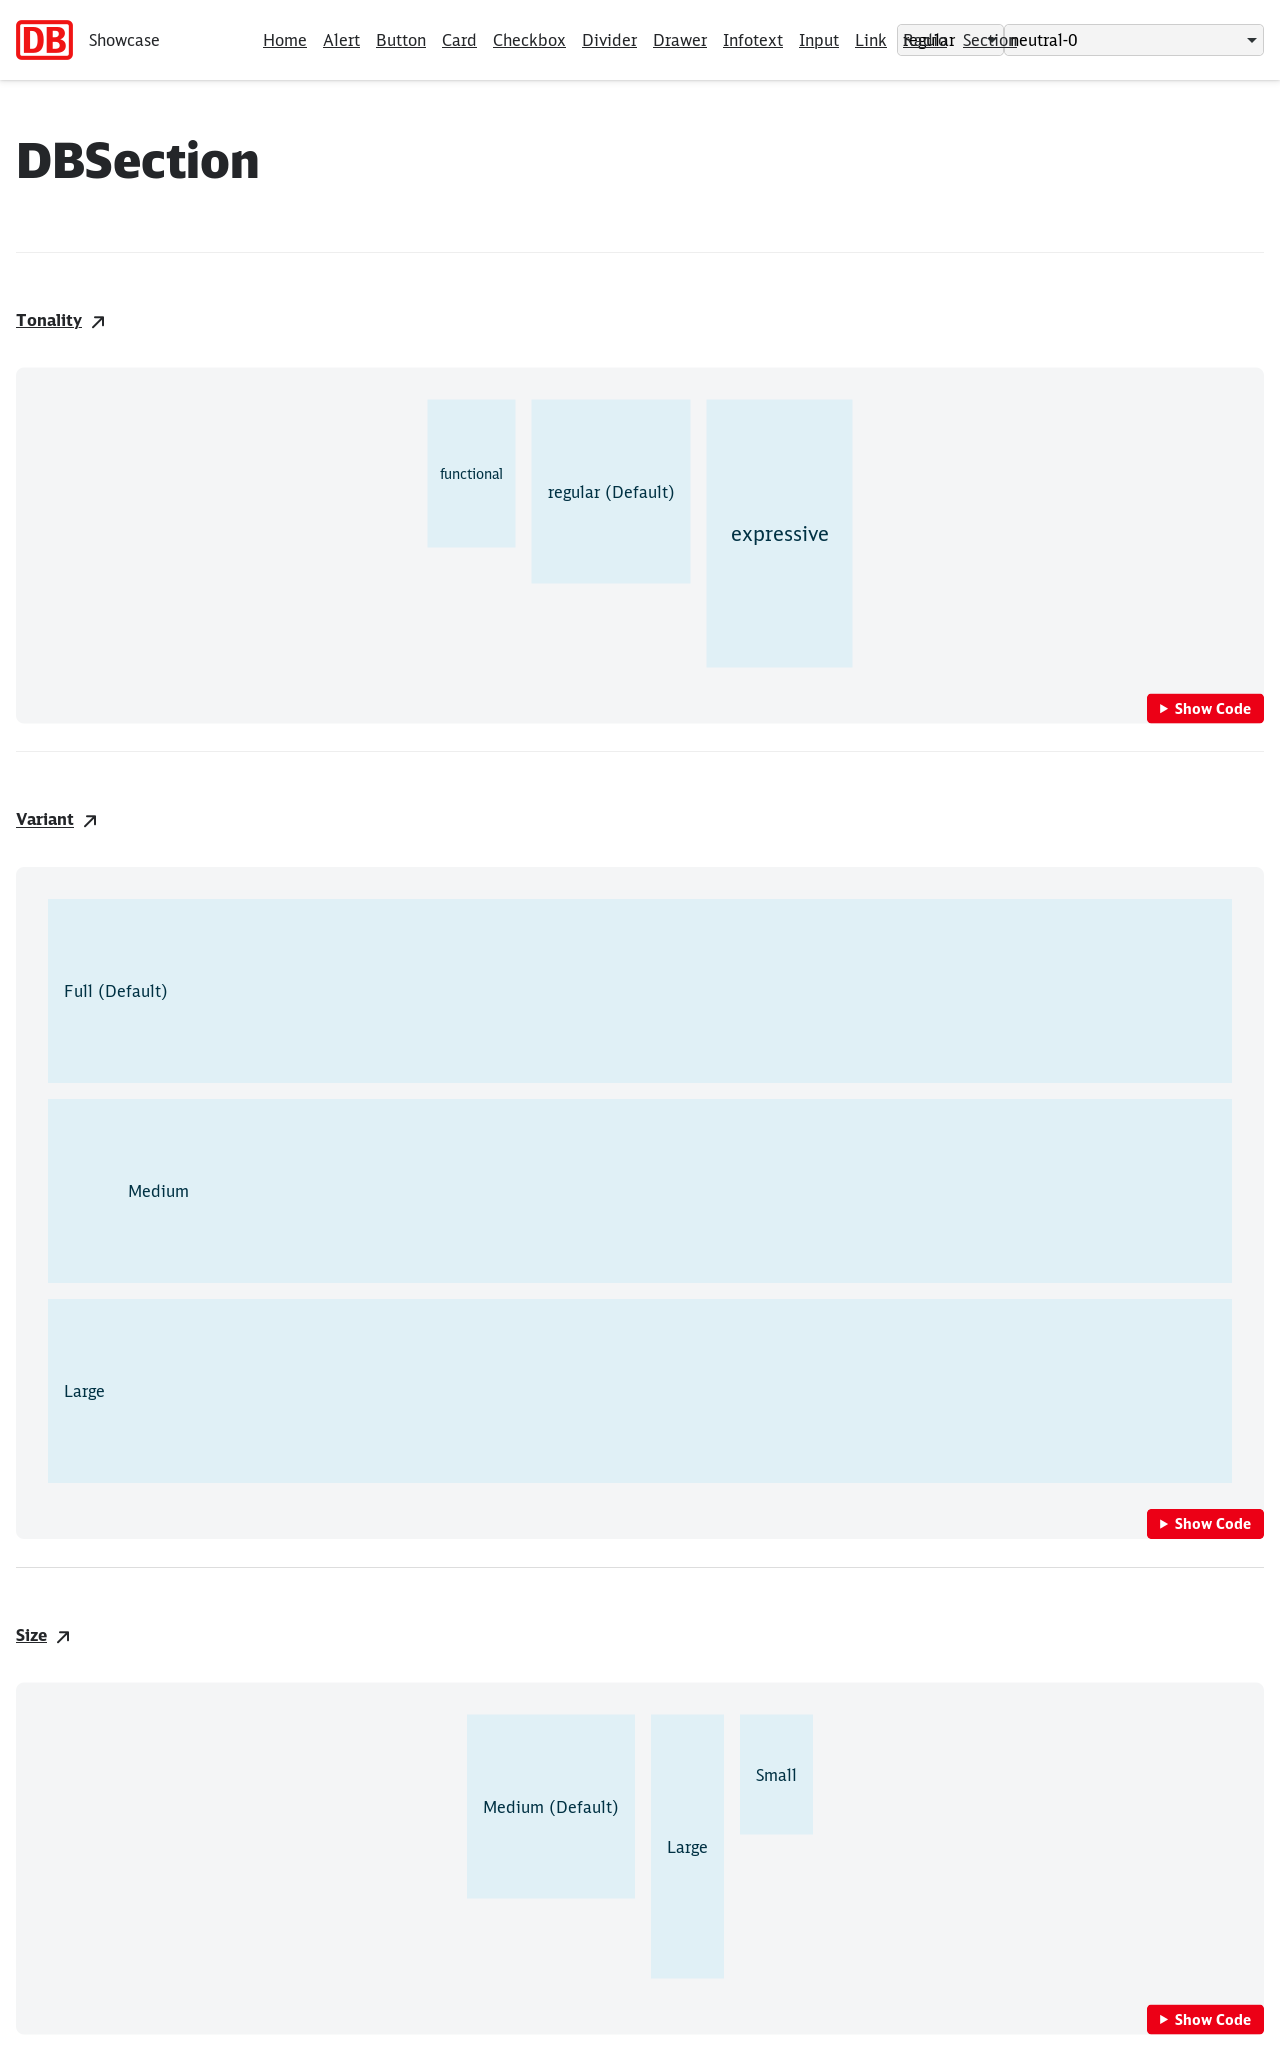 DB Showcase Home Alert Button Card Checkbox Divider Drawer Infotext Input Link Radio regular Section neutral-0
DBSection
Tonality
functional
regular (Default)
expressive
Show Code
Variant
Full (Default)
Medium
Large
Show Code
Size
Medium (Default)
Large
Small
Show Code